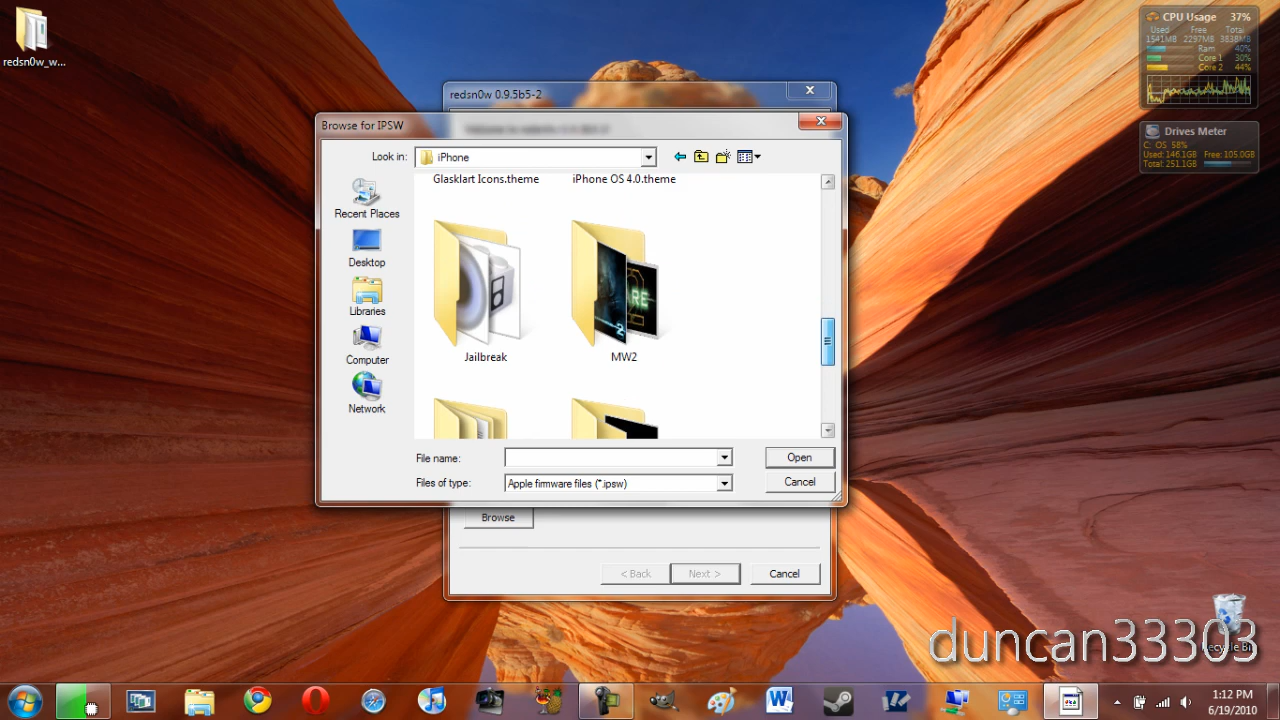 redsn0w_w...
CPU Usage 37%
Used Free Total
1541MB 2297MB 3838MB
Ram 40%
Core 1 30%
Core 2 44%
Drives Meter
C: OS 58%
Used: 146.1GB Free: 105.0GB
Total: 251.1GB
redsn0w 0.9.5b5-2
Browse for IPSW
Look in: iPhone
Glasklart Icons.theme iPhone OS 4.0.theme
Recent Places
Desktop
Libraries
Computer
Network
Jailbreak MW2
File name: Open
Files of type: Apple firmware files (*.ipsw) Cancel
Browse
< Back Next > Cancel
duncan33303
Recycle Bin
1:12 PM
6/19/2010